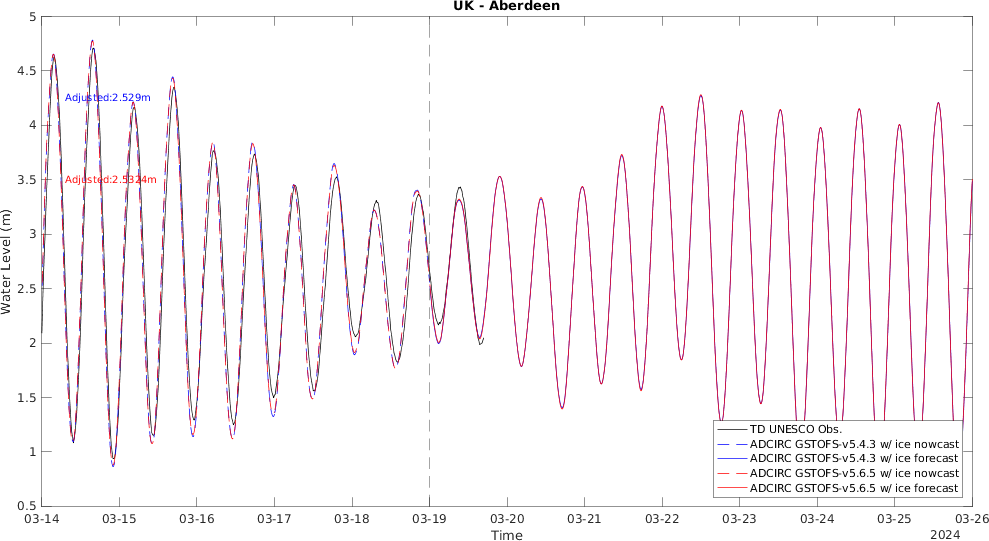 UK - Aberdeen
5
4.5
Adjusted:2.529m
4
3.5
Adjusted:2.5324m
3
Water Level (m)
2.5
2
1.5
1
0.5
TD UNESCO Obs.
ADCIRC GSTOFS-v5.4.3 w/ ice nowcast
ADCIRC GSTOFS-v5.4.3 w/ ice forecast
ADCIRC GSTOFS-v5.6.5 w/ ice nowcast
ADCIRC GSTOFS-v5.6.5 w/ ice forecast
03-14 03-15 03-16 03-17 03-18 03-19 03-20 03-21 03-22 03-23 03-24 03-25 03-26
Time
2024